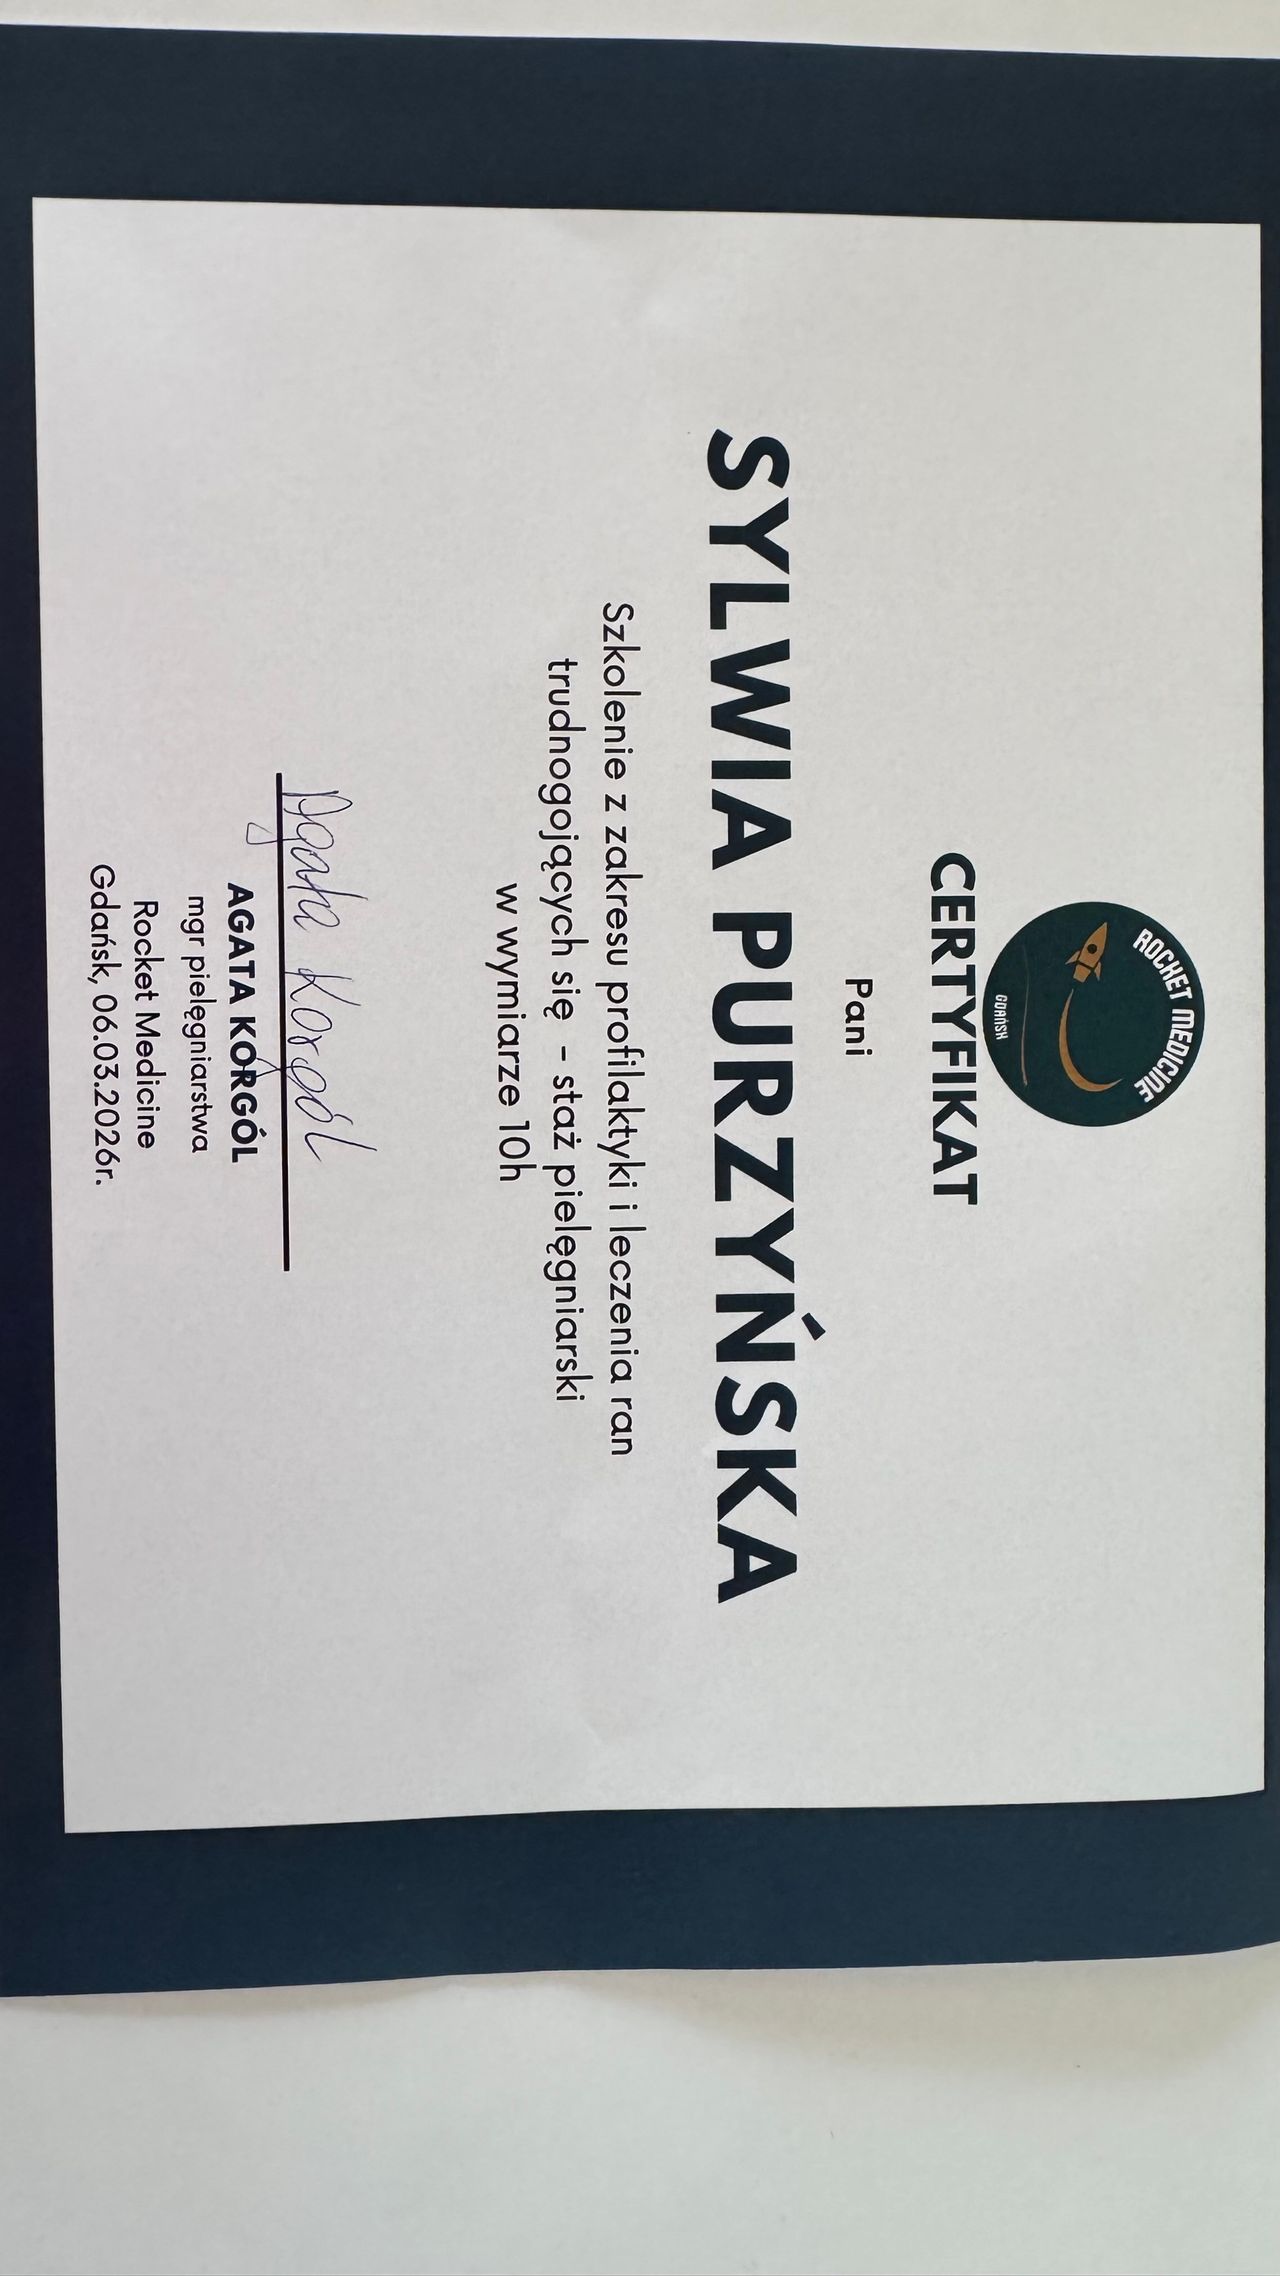 ROCKET MEDICINE
GDAŃSK
CERTYFIKAT
Pani
SYLWIA PURZYŃSKA
Szkolenie z zakresu profilaktyki i leczenia ran
trudnogojących się - staż pielęgniarski
w wymiarze 10h
Agata Korgól
AGATA KORGÓL
mgr pielęgniarstwa
Rocket Medicine
Gdańsk, 06.03.2026r.